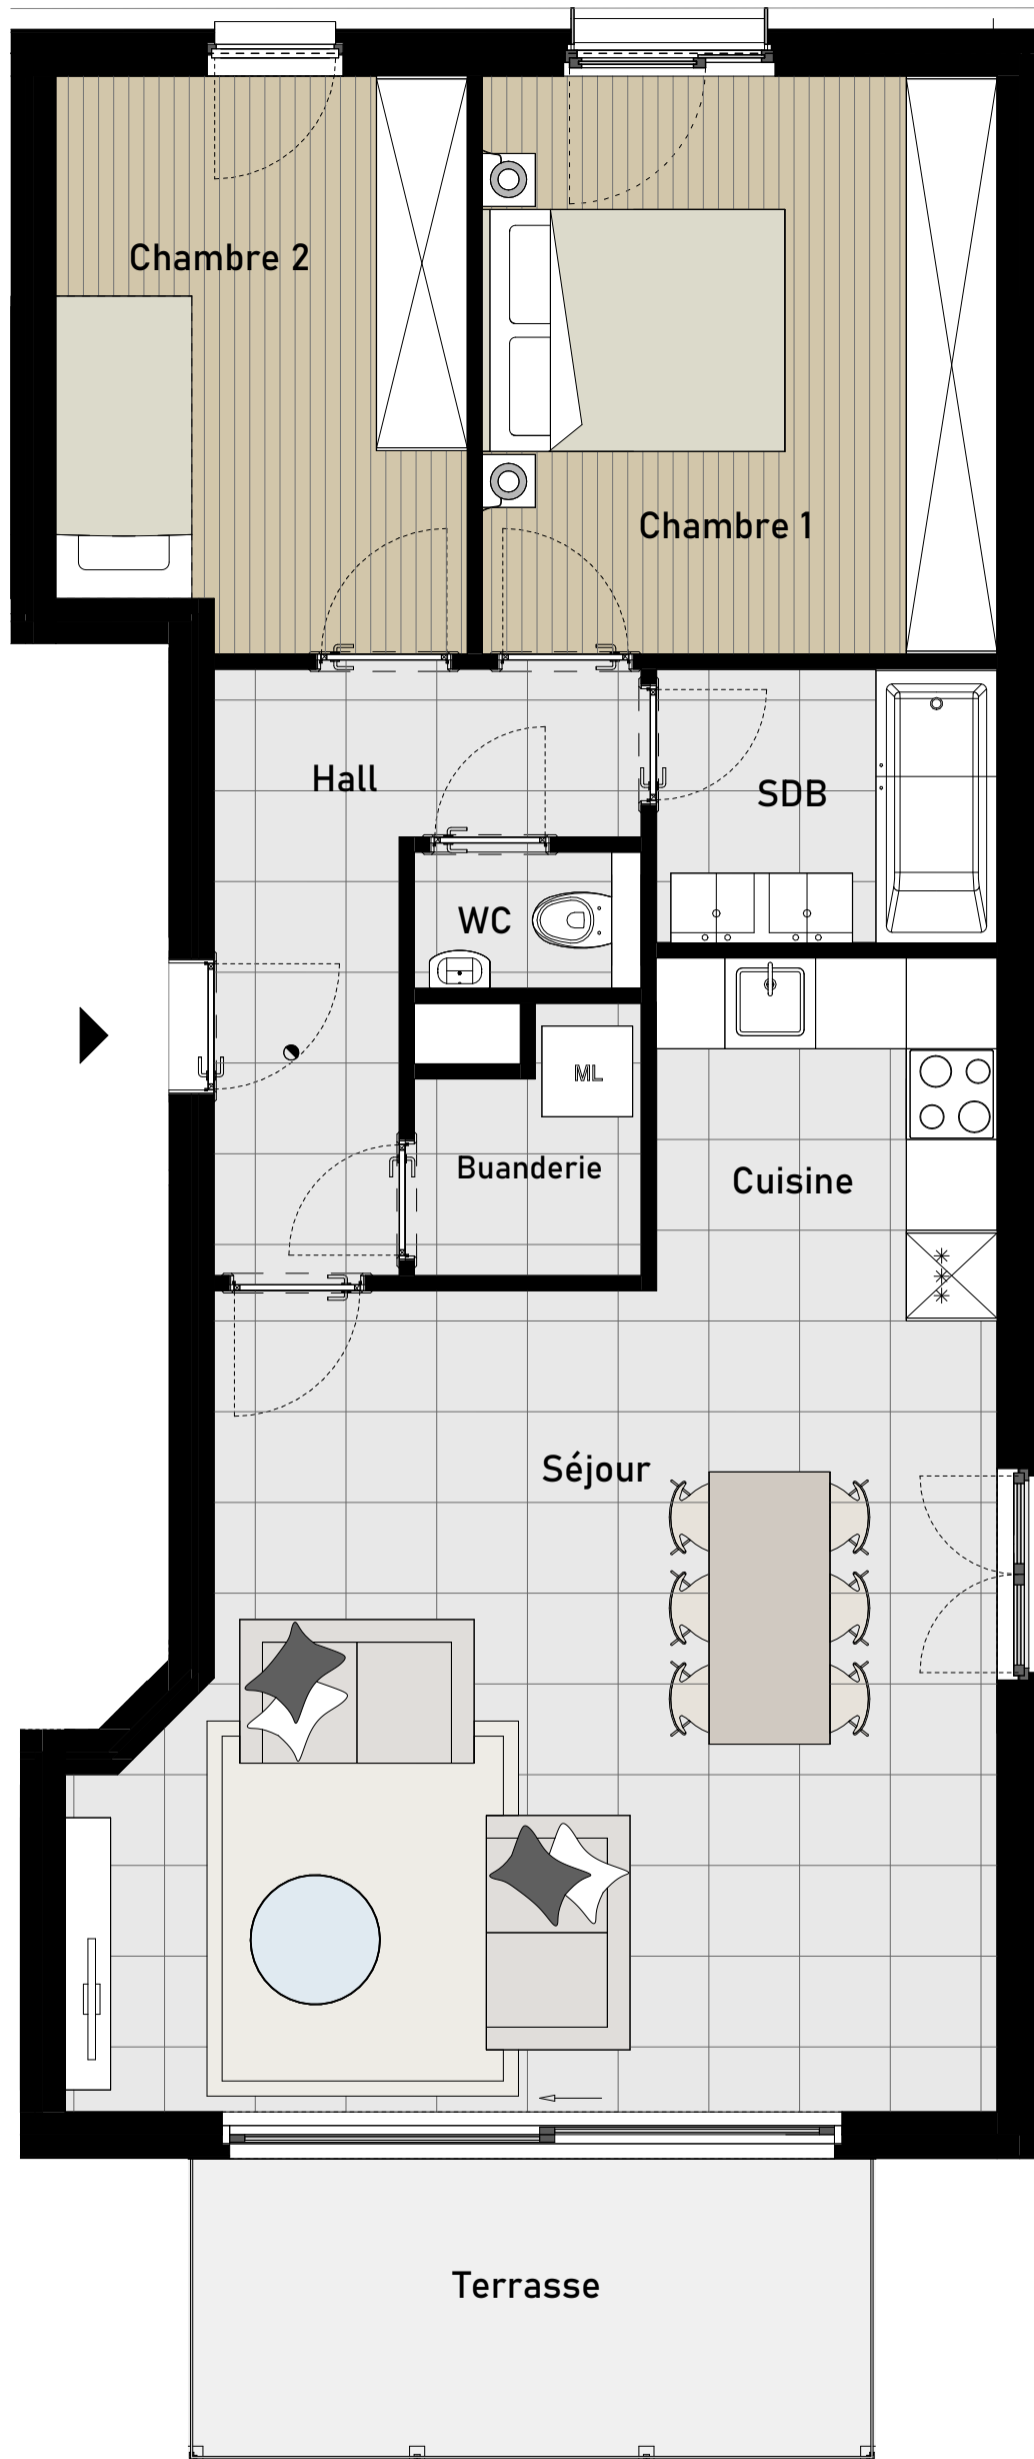 Chambre 2
Chambre 1
Hall
SDB
WC
ML
Buanderie
Cuisine
Séjour
Terrasse